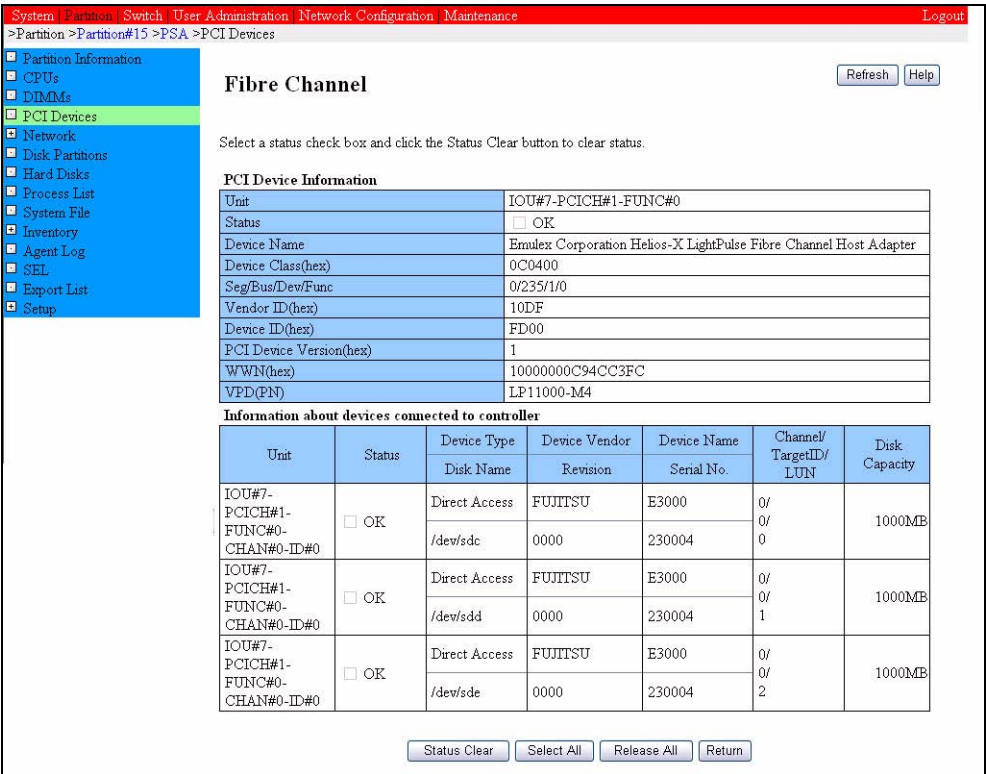 System | Partition | Switch | User Administration | Network Configuration | Maintenance Logout
>Partition >Partition#15 >PSA >PCI Devices
Partition Information
CPUs
DIMMs
PCI Devices
Network
Disk Partitions
Hard Disks
Process List
System File
Inventory
Agent Log
SEL
Export List
Setup
Fibre Channel
Refresh Help
Select a status check box and click the Status Clear button to clear status.
PCI Device Information
Unit IOU#7-PCICH#1-FUNC#0
Status OK
Device Name Emulex Corporation Helios-X LightPulse Fibre Channel Host Adapter
Device Class(hex) 0C0400
Seg/Bus/Dev/Func 0/235/1/0
Vendor ID(hex) 10DF
Device ID(hex) FD00
PCI Device Version(hex) 1
WWN(hex) 10000000C94CC3FC
VPD(PN) LP11000-M4
Information about devices connected to controller
Unit Status Device Type Device Vendor Device Name Channel/ TargetID/ LUN Disk Capacity
Disk Name Revision Serial No.
IOU#7-
PCICH#1-
FUNC#0-
CHAN#0-ID#0
OK
Direct Access FUJITSU E3000
/dev/sdc 0000 230004
0/
0/
0
1000MB
IOU#7-
PCICH#1-
FUNC#0-
CHAN#0-ID#0
OK
Direct Access FUJITSU E3000
/dev/sdd 0000 230004
0/
0/
1
1000MB
IOU#7-
PCICH#1-
FUNC#0-
CHAN#0-ID#0
OK
Direct Access FUJITSU E3000
/dev/sde 0000 230004
0/
0/
2
1000MB
Status Clear Select All Release All Return